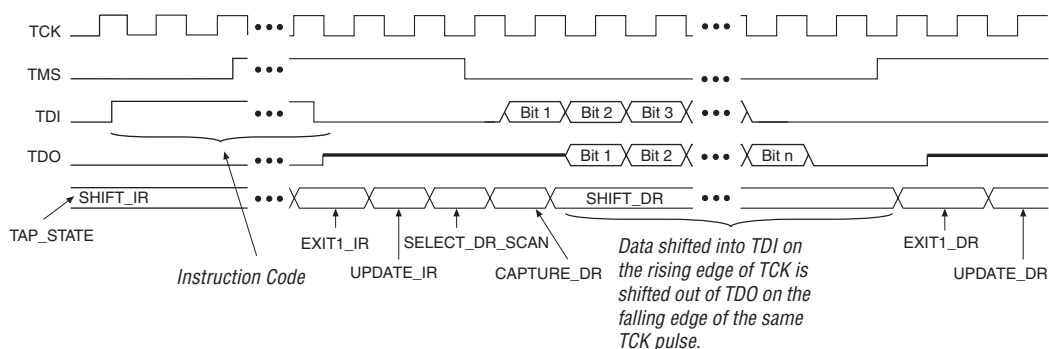 TCK
TMS
TDI
Bit 1 Bit 2 Bit 3
TDO
Bit 1 Bit 2 Bit n
SHIFT_IR SHIFT_DR
TAP_STATE
EXIT1_IR SELECT_DR_SCAN
Instruction Code
UPDATE_IR CAPTURE_DR
Data shifted into TDI on
the rising edge of TCK is
shifted out of TDO on the
falling edge of the same
TCK pulse.
EXIT1_DR
UPDATE_DR